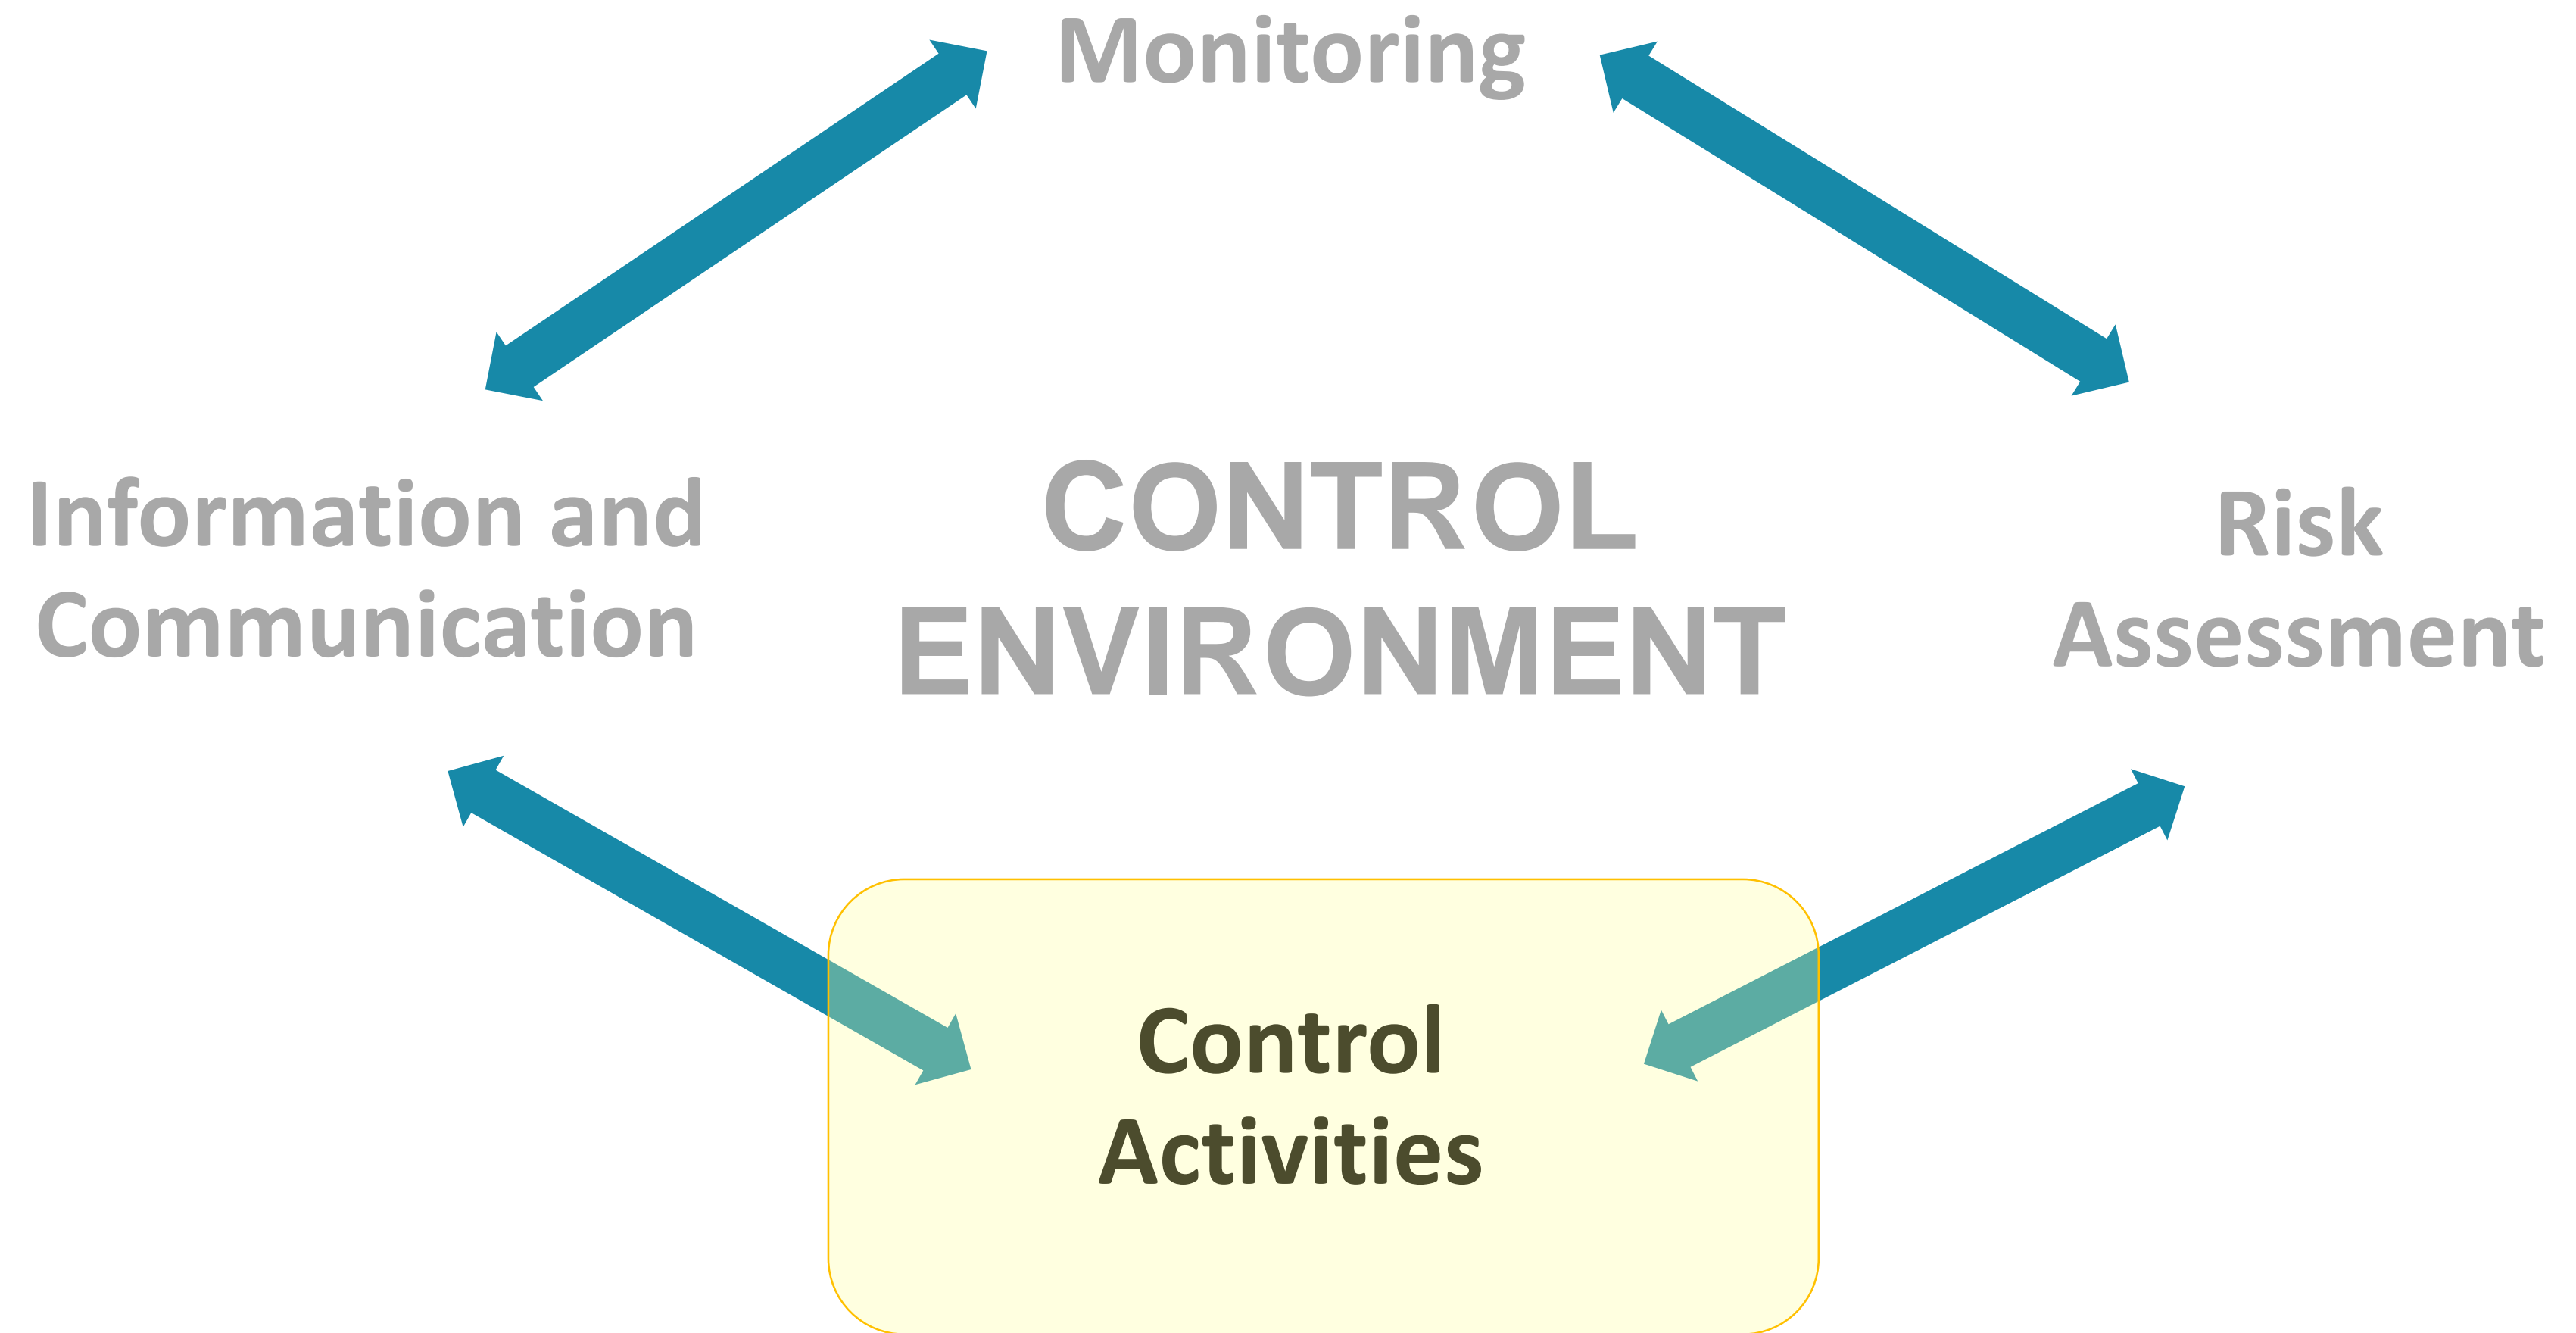 Monitoring
Information and
Communication
CONTROL
ENVIRONMENT
Risk
Assessment
Control
Activities